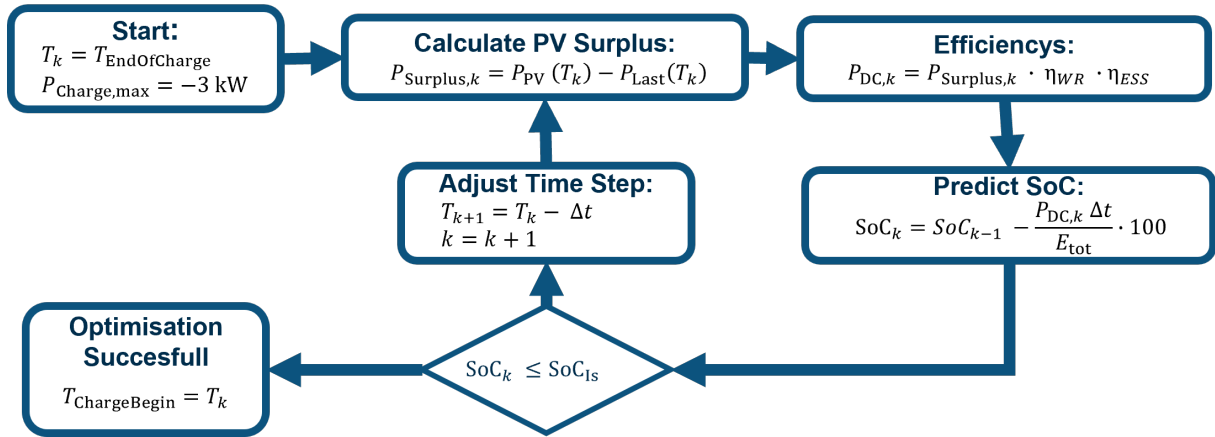 Start:
T_k = T_EndOfCharge
P_Charge,max = −3 kW
Calculate PV Surplus:
P_Surplus,k = P_PV (T_k) − P_Last(T_k)
Efficiencys:
P_DC,k = P_Surplus,k · η_WR · η_ESS
Adjust Time Step:
T_k+1 = T_k − Δt
k = k + 1
Predict SoC:
SoC_k = SoC_k−1 − P_DC,k Δt / E_tot · 100
Optimisation
Succesfull
T_ChargeBegin = T_k
SoC_k ≤ SoC_Is